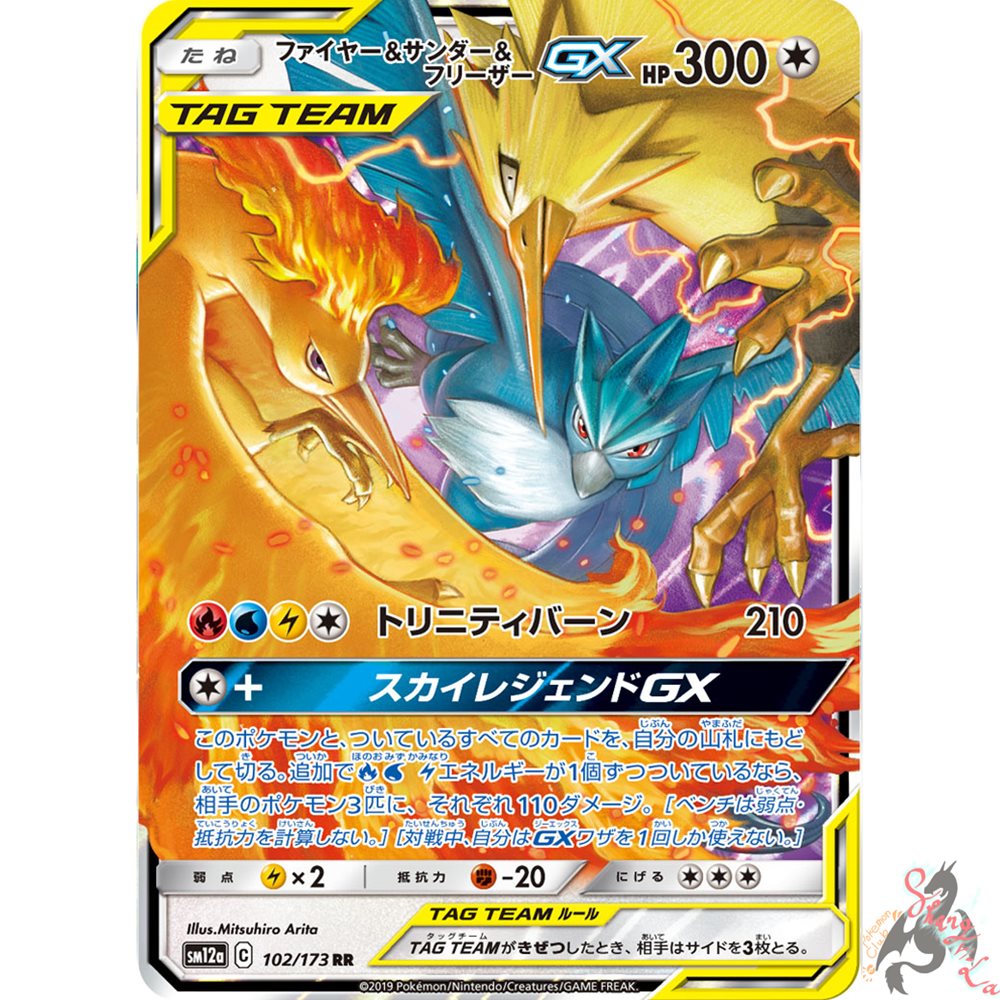 たね
ファイヤー&サンダー&
フリーザー GX HP 300
TAG TEAM
トリニティバーン 210
+ スカイレジェンドGX
このポケモンと、ついているすべてのカードを、自分の山札にもど
して切る。追加でエネルギーが1個ずつついているなら、
相手のポケモン3匹に、それぞれ110ダメージ。[ベンチは弱点・
抵抗力を計算しない。][対戦中、自分はGXワザを1回しか使えない。]
弱点 ×2 抵抗力 -20 にげる
Illus.Mitsuhiro Arita
TAG TEAM ルール
TAG TEAMがきぜつしたとき、相手はサイドを3枚とる。
sm12a C 102/173 RR
©2019 Pokémon/Nintendo/Creatures/GAME FREAK.
Pokémon Club